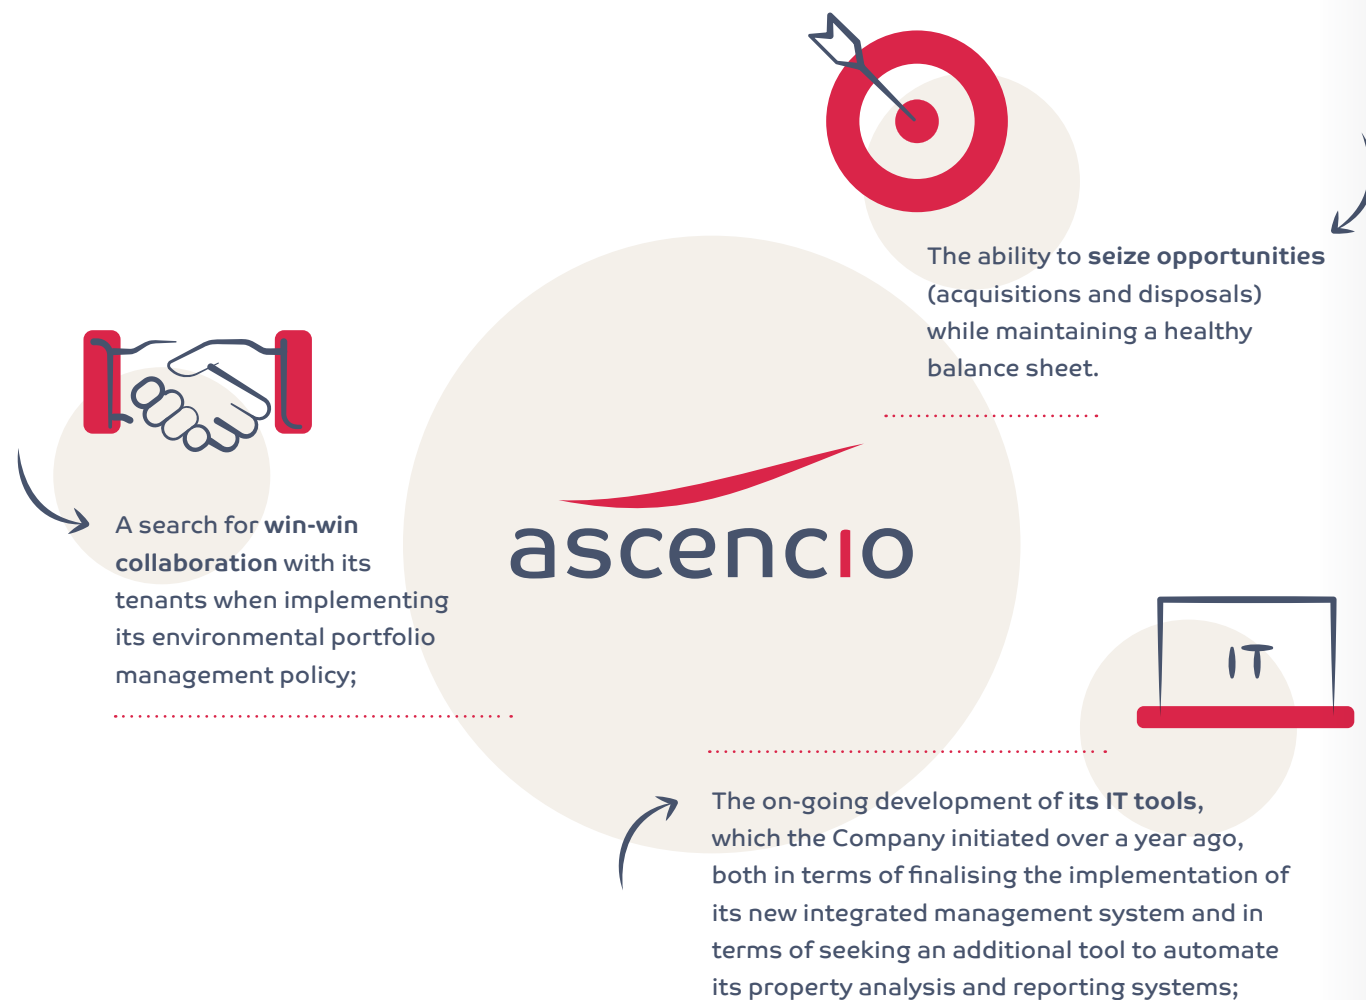 The ability to seize opportunities
(acquisitions and disposals)
while maintaining a healthy
balance sheet.
A search for win-win
collaboration with its
tenants when implementing
its environmental portfolio
management policy;
ascencio
IT
The on-going development of its IT tools,
which the Company initiated over a year ago,
both in terms of finalising the implementation of
its new integrated management system and in
terms of seeking an additional tool to automate
its property analysis and reporting systems;